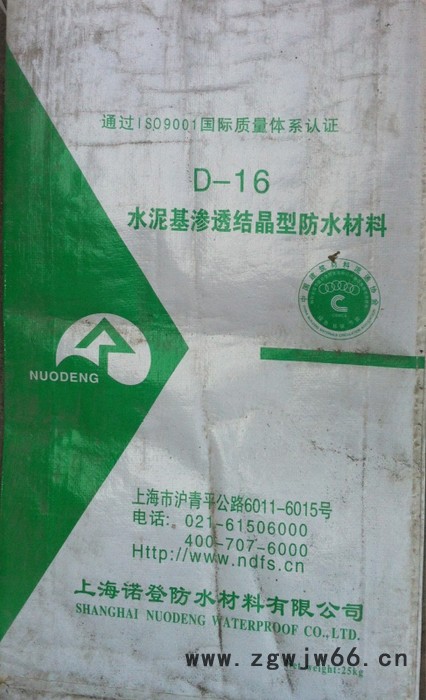 通过ISO9001国际质量体系认证
D-16
水泥基渗透结晶型防水材料
NUODENG
上海市沪青平公路6011-6015号
电话: 021-61506000
400-707-6000
Http://www.ndfs.cn
上海诺登防水材料有限公司
SHANGHAI NUODENG WATERPROOF CO.,LTD.
weight:25kg
www.zgwjw66.cn